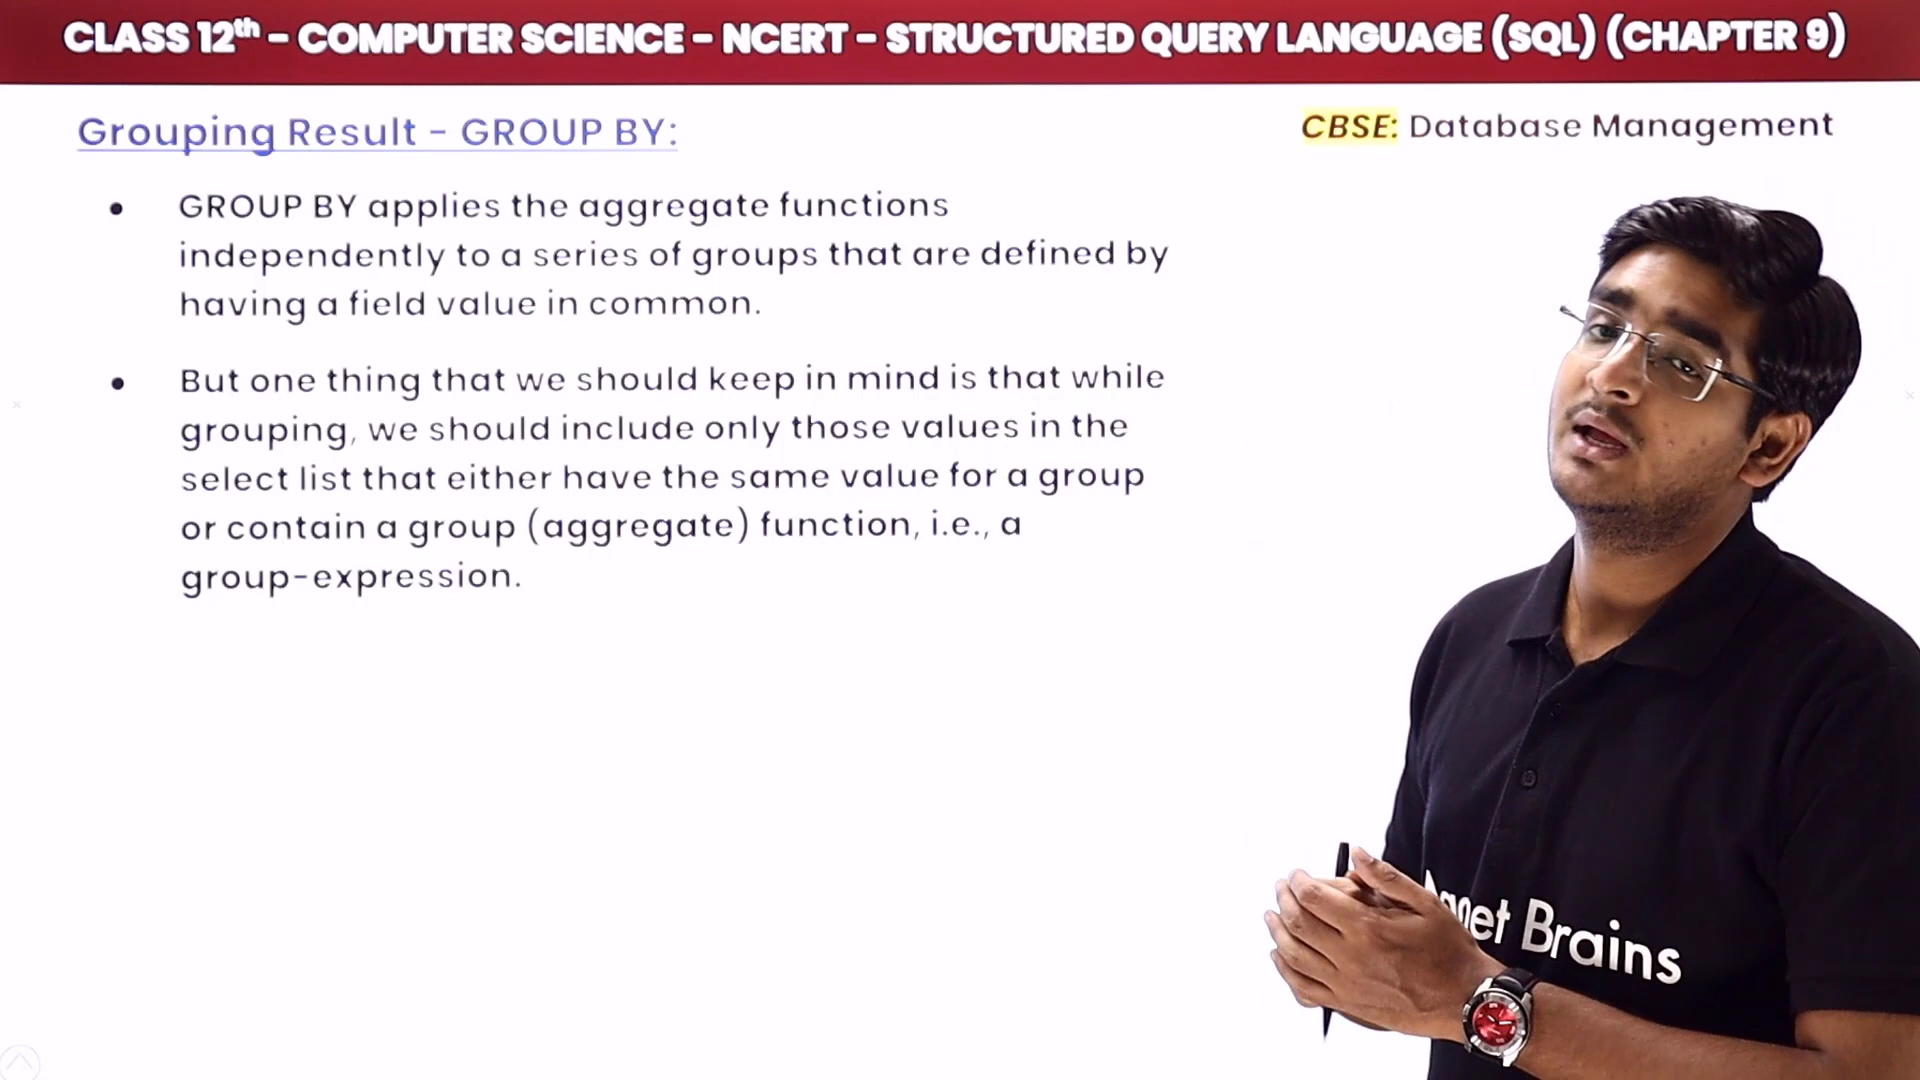 CLASS 12th – COMPUTER SCIENCE – NCERT – STRUCTURED QUERY LANGUAGE (SQL) (CHAPTER 9)
Grouping Result - GROUP BY:
CBSE: Database Management
• GROUP BY applies the aggregate functions
independently to a series of groups that are defined by
having a field value in common.
• But one thing that we should keep in mind is that while
grouping, we should include only those values in the
select list that either have the same value for a group
or contain a group (aggregate) function, i.e., a
group-expression.
Brains